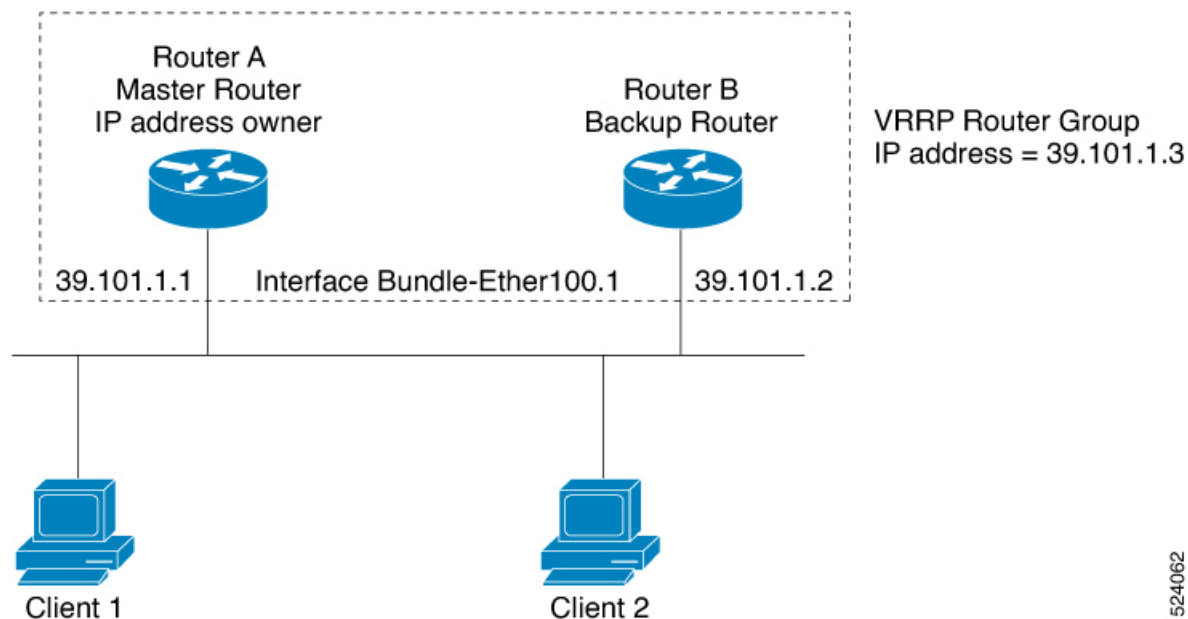 Router A
Master Router
IP address owner
Router B
Backup Router
VRRP Router Group
IP address = 39.101.1.3
39.101.1.1
Interface Bundle-Ether100.1
39.101.1.2
Client 1
Client 2
524062